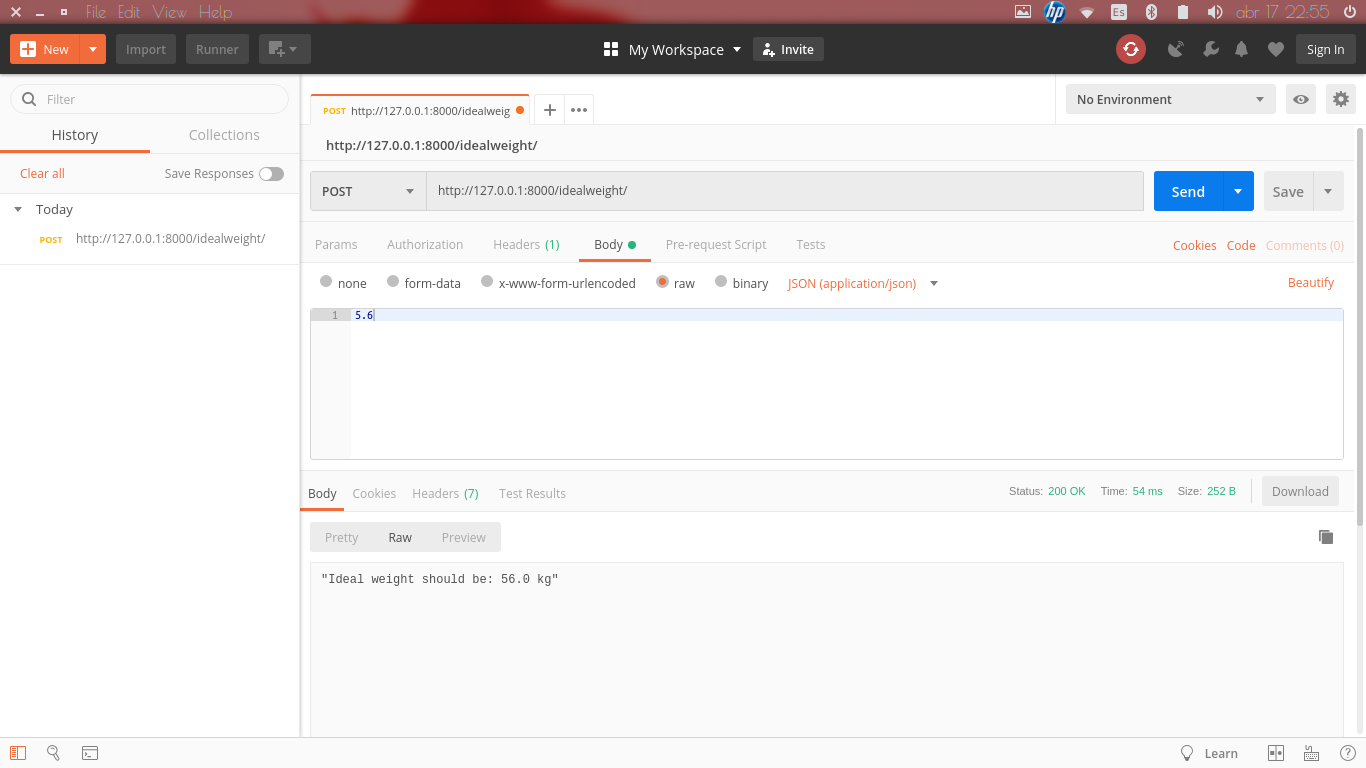 File Edit View Help
hp Es abr 17 22:55
New Import Runner My Workspace Invite Sign In
Filter
History Collections
Clear all Save Responses
Today
POST http://127.0.0.1:8000/idealweight/
POST http://127.0.0.1:8000/idealweig
No Environment
http://127.0.0.1:8000/idealweight/
POST http://127.0.0.1:8000/idealweight/ Send Save
Params Authorization Headers (1) Body Pre-request Script Tests Cookies Code Comments (0)
none form-data x-www-form-urlencoded raw binary JSON (application/json) Beautify
1 5.6
Body Cookies Headers (7) Test Results Status: 200 OK Time: 54 ms Size: 252 B Download
Pretty Raw Preview
"Ideal weight should be: 56.0 kg"
Learn